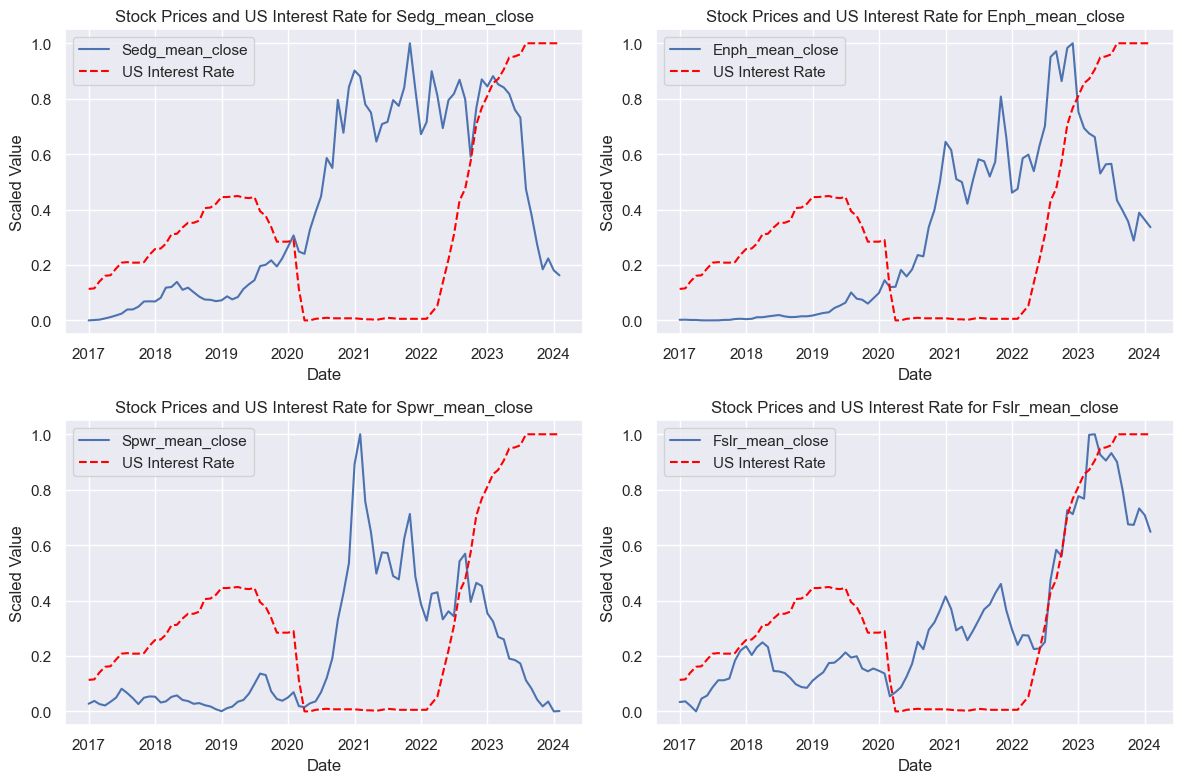 Stock Prices and US Interest Rate for Sedg_mean_close
Sedg_mean_close
US Interest Rate
Scaled Value
1.0
0.8
0.6
0.4
0.2
0.0
2017 2018 2019 2020 2021 2022 2023 2024
Date
Stock Prices and US Interest Rate for Enph_mean_close
Enph_mean_close
US Interest Rate
Scaled Value
1.0
0.8
0.6
0.4
0.2
0.0
2017 2018 2019 2020 2021 2022 2023 2024
Date
Stock Prices and US Interest Rate for Spwr_mean_close
Spwr_mean_close
US Interest Rate
Scaled Value
1.0
0.8
0.6
0.4
0.2
0.0
2017 2018 2019 2020 2021 2022 2023 2024
Date
Stock Prices and US Interest Rate for Fslr_mean_close
Fslr_mean_close
US Interest Rate
Scaled Value
1.0
0.8
0.6
0.4
0.2
0.0
2017 2018 2019 2020 2021 2022 2023 2024
Date